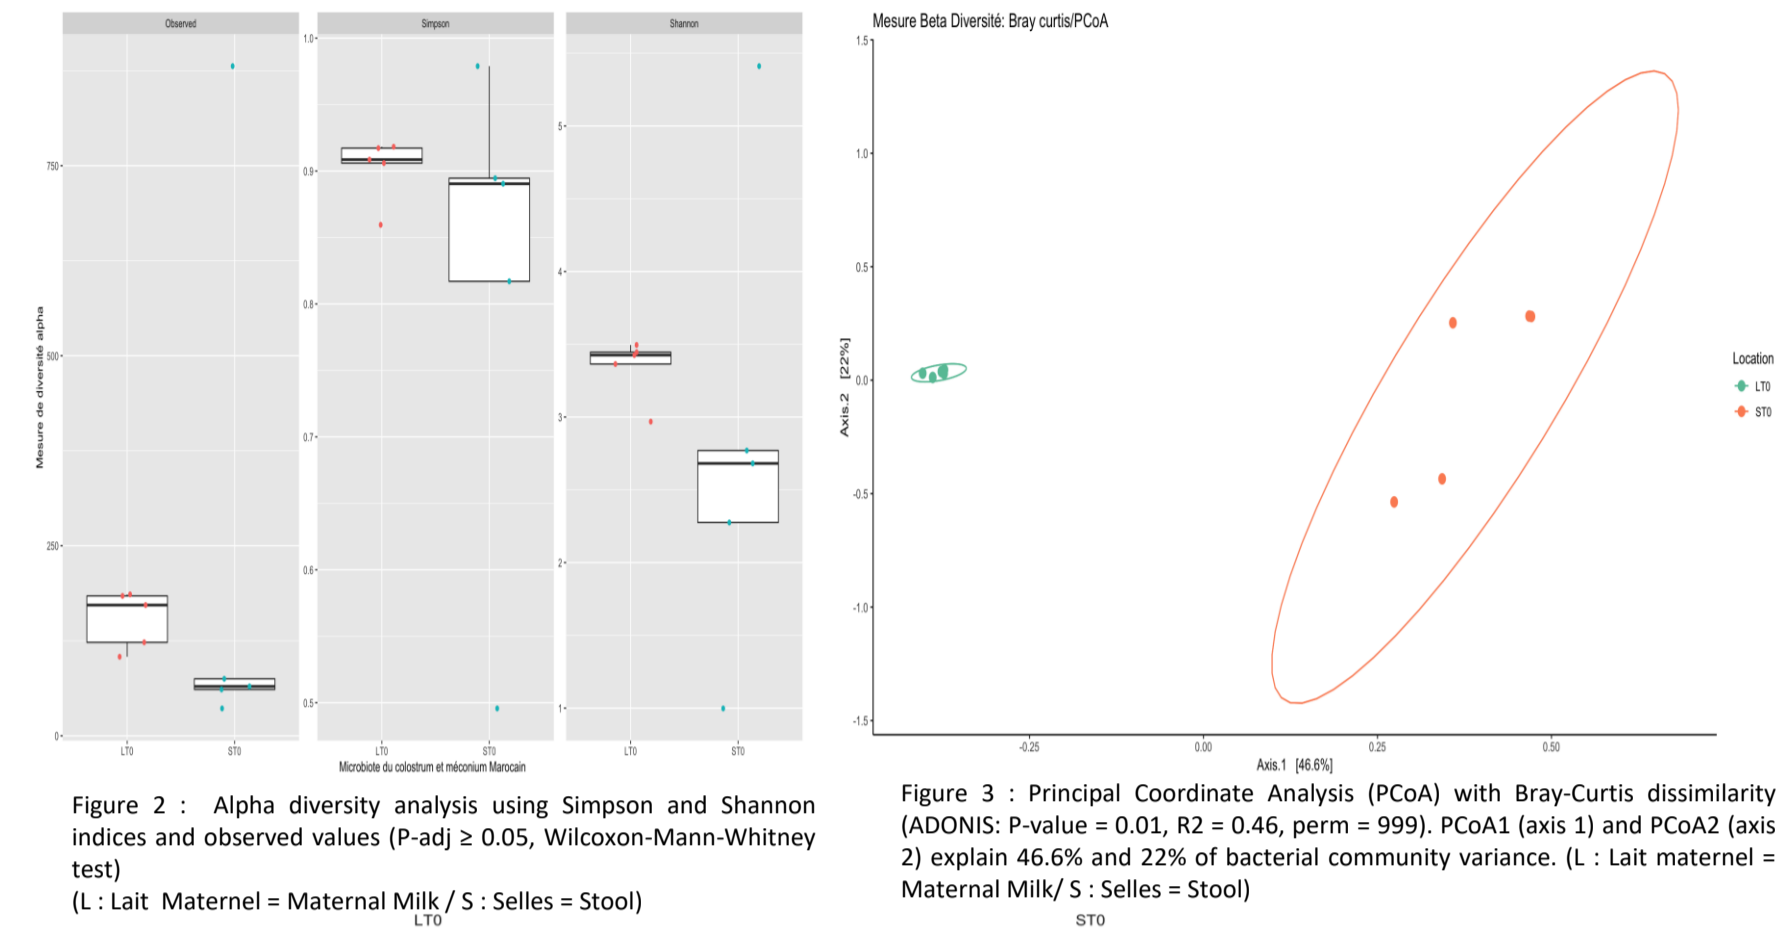 Observed
Simpson
Shannon
Mesure de diversité alpha
750
500
250
0
1.0
0.9
0.8
0.7
0.6
0.5
5
4
3
2
1
LT0
ST0
LT0
ST0
LT0
ST0
Microbiote du colostrum et méconium Marocain
Figure 2 : Alpha diversity analysis using Simpson and Shannon
indices and observed values (P-adj ≥ 0.05, Wilcoxon-Mann-Whitney
test)
(L : Lait Maternel = Maternal Milk / S : Selles = Stool)
LT0
Mesure Beta Diversité: Bray curtis/PCoA
Axis.2 [22%]
1.5
1.0
0.5
0.0
-0.5
-1.0
-1.5
-0.25
0.00
0.25
0.50
Axis.1 [46.6%]
Location
LT0
ST0
Figure 3 : Principal Coordinate Analysis (PCoA) with Bray-Curtis dissimilarity
(ADONIS: P-value = 0.01, R2 = 0.46, perm = 999). PCoA1 (axis 1) and PCoA2 (axis
2) explain 46.6% and 22% of bacterial community variance. (L : Lait maternel =
Maternal Milk/ S : Selles = Stool)
ST0